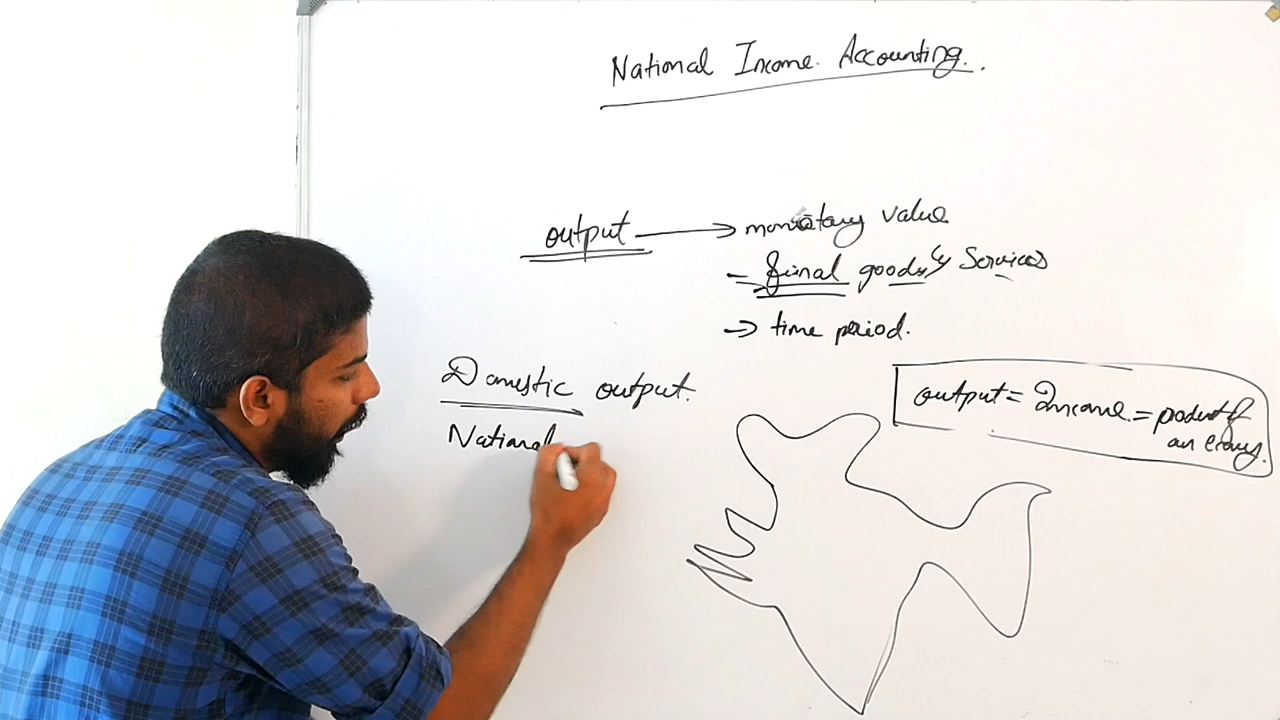 National Income Accounting.
output → monetary value
- final goods & Services
→ time period.
Domestic output.
National
output = Income = product of
an